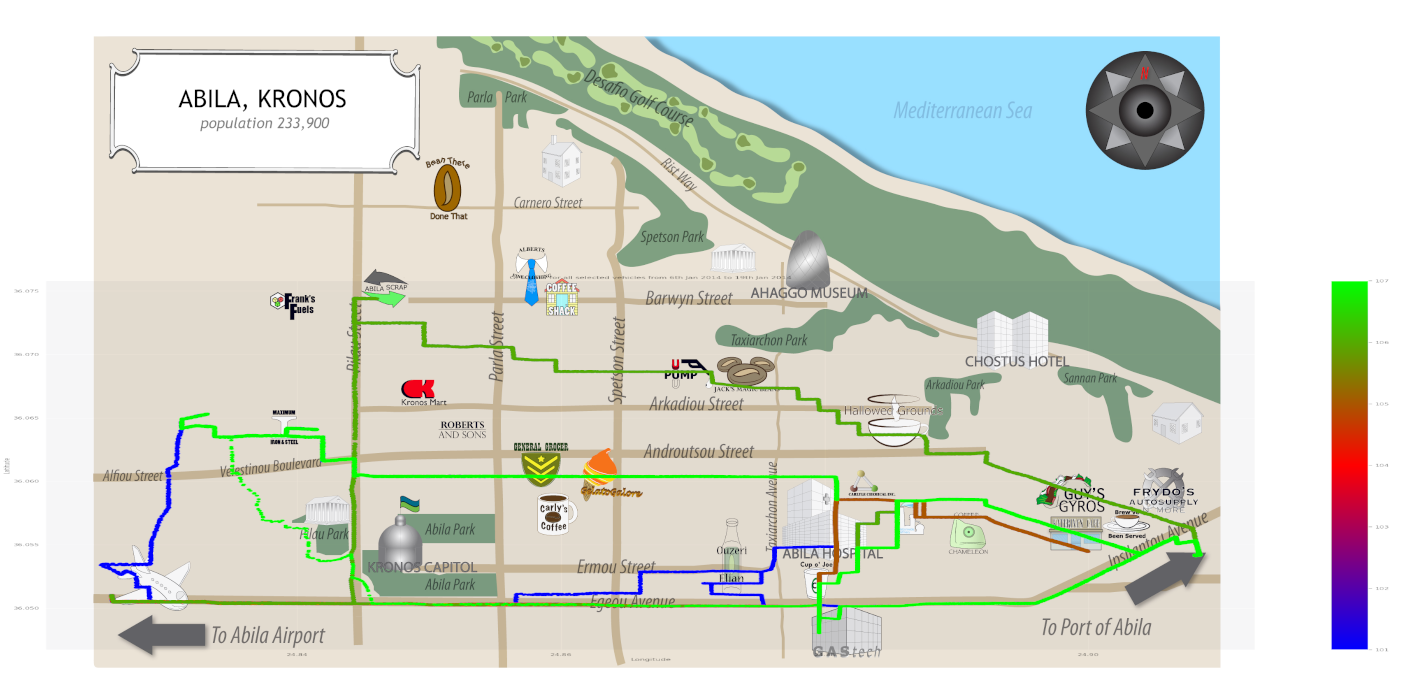 ABILA, KRONOS
population 233,900
Mediterranean Sea
Desafio Golf Course
Parla Park
Rist Way
Bean There
Done That
Carnero Street
Spetson Park
ALBERTS
for all selected vehicles from 6th Jan 2014 to 19th Jan 2014
AHAGGO MUSEUM
ABILA SCRAP
Frank's
Fuels
COFFEE
SHACK
Barwyn Street
Pilau Street
Parla Street
Spetson Street
Taxiarchon Park
CHOSTUS HOTEL
U
PUMP
JACK'S MAGICAL BEANS
Arkadiou Park
Sannan Park
Kronos Mart
Arkadiou Street
Hallowed Grounds
MAXIMUM
IRON & STEEL
ROBERTS
AND SONS
GENERAL GROCER
Androutsou Street
Alfiou Street
Velestinou Boulevard
GelatoGalore
Taxiarchon Avenue
CARLYLE CHEMICAL INC.
GUY'S
GYROS
FRYDO'S
AUTOSUPPLY
N' MORE
Carly's
Coffee
COFFEE
CHAMELEON
Brew've
Been Served
Ipsilantou Avenue
Pilau Park
Abila Park
KRONOS CAPITOL
Abila Park
Ouzeri
Elian
ABILA HOSPITAL
Cup o' Joe
Ermou Street
Egeou Avenue
To Abila Airport
GAStech
To Port of Abila
36.075
36.070
36.065
36.060
36.055
36.050
Latitude
24.86
24.88
Longitude
107
106
105
104
103
102
101